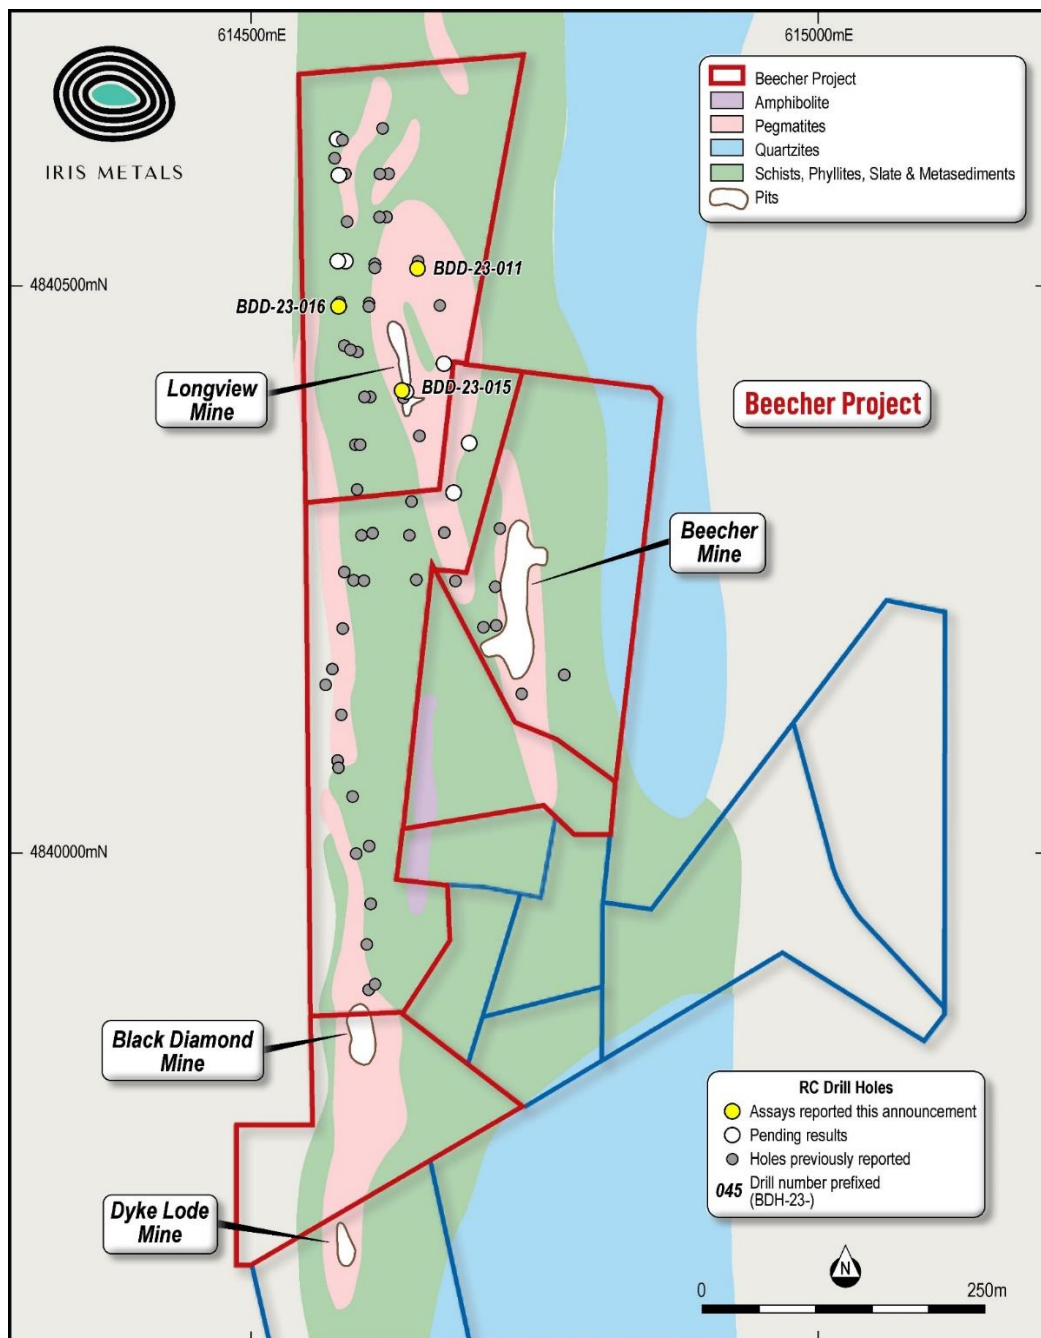 614500mE
615000mE
IRIS METALS
Beecher Project
Amphibolite
Pegmatites
Quartzites
Schists, Phyllites, Slate & Metasediments
Pits
4840500mN
BDD-23-011
BDD-23-016
BDD-23-015
Longview
Mine
Beecher Project
Beecher
Mine
4840000mN
Black Diamond
Mine
Dyke Lode
Mine
RC Drill Holes
Assays reported this announcement
Pending results
Holes previously reported
045 Drill number prefixed
(BDH-23-)
N
0
250m